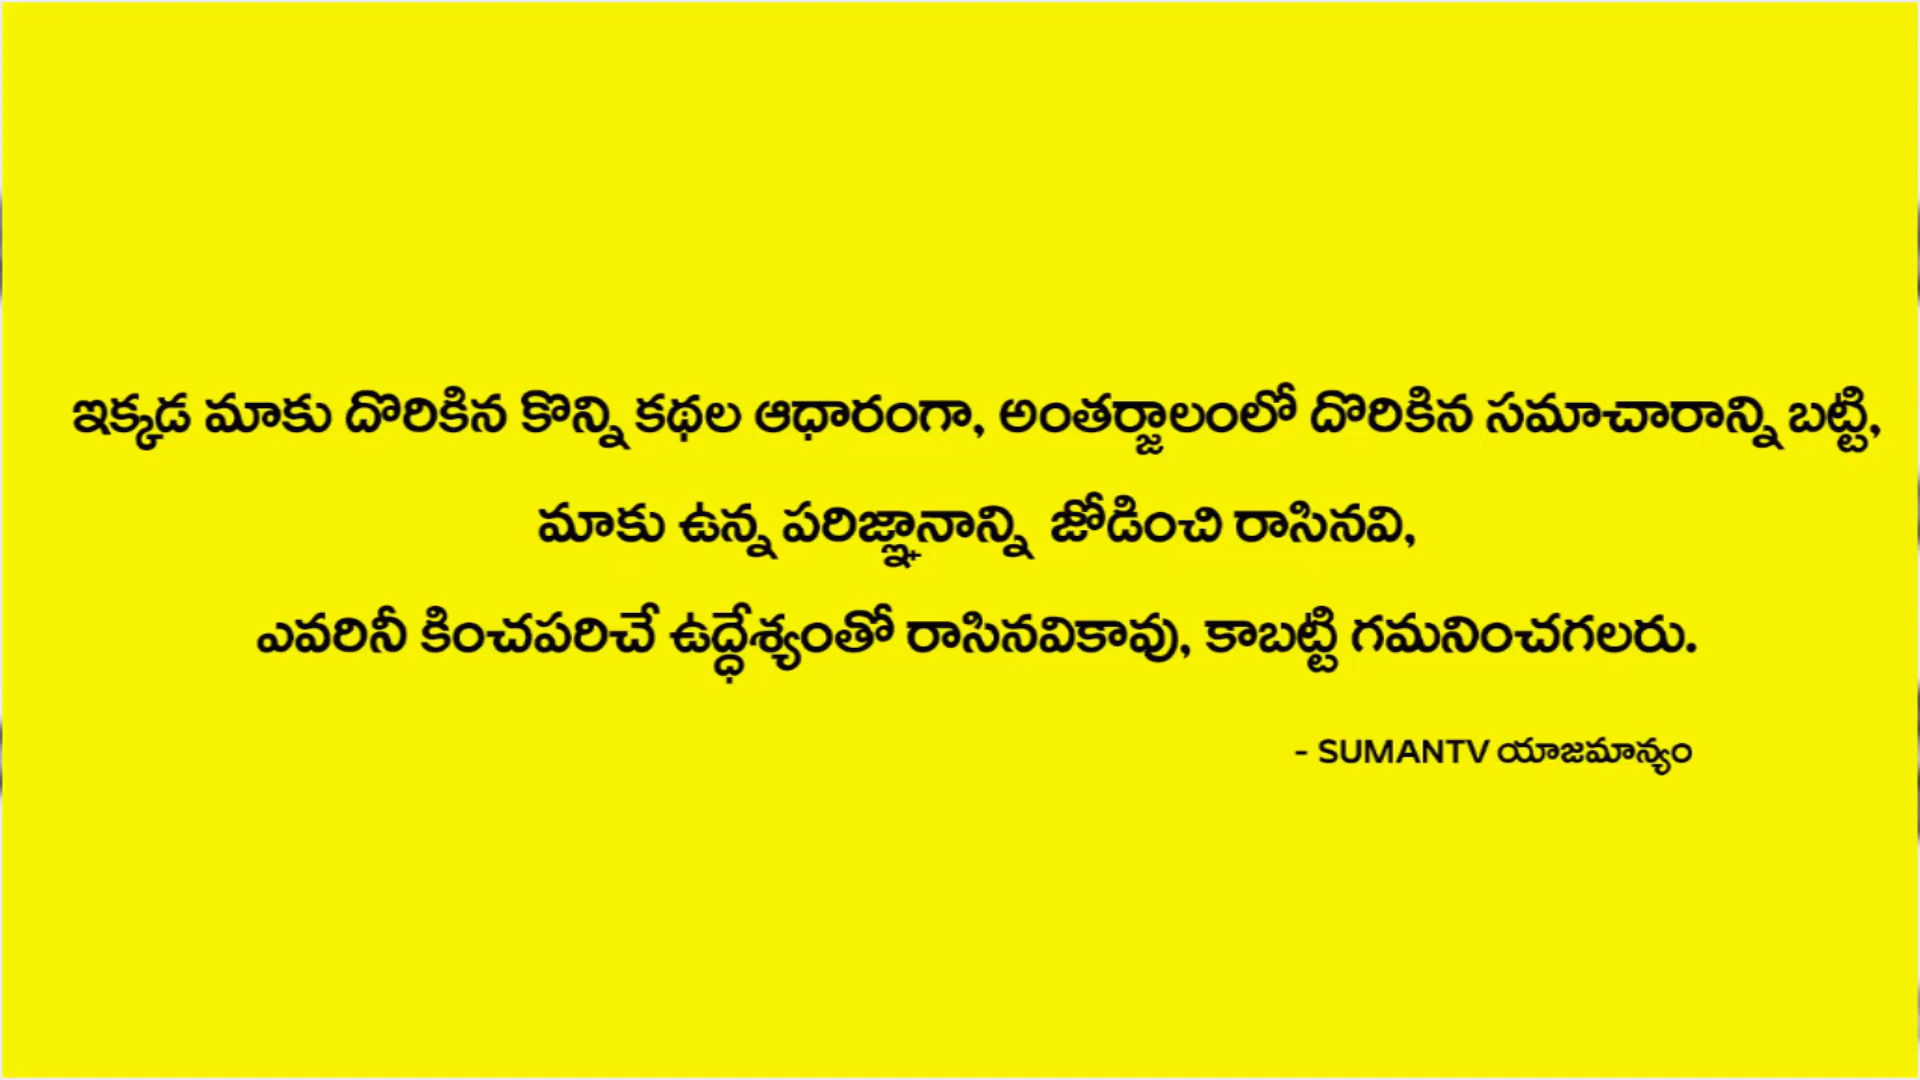 ఇక్కడ మాకు దొరికిన కొన్ని కథల ఆధారంగా, అంతర్జాలంలో దొరికిన సమాచారాన్ని బట్టి,
మాకు ఉన్న పరిజ్ఞానాన్ని జోడించి రాసినవి,
ఎవరినీ కించపరిచే ఉద్ధేశ్యంతో రాసినవికావు, కాబట్టి గమనించగలరు.
- SUMANTV యాజమాన్యం